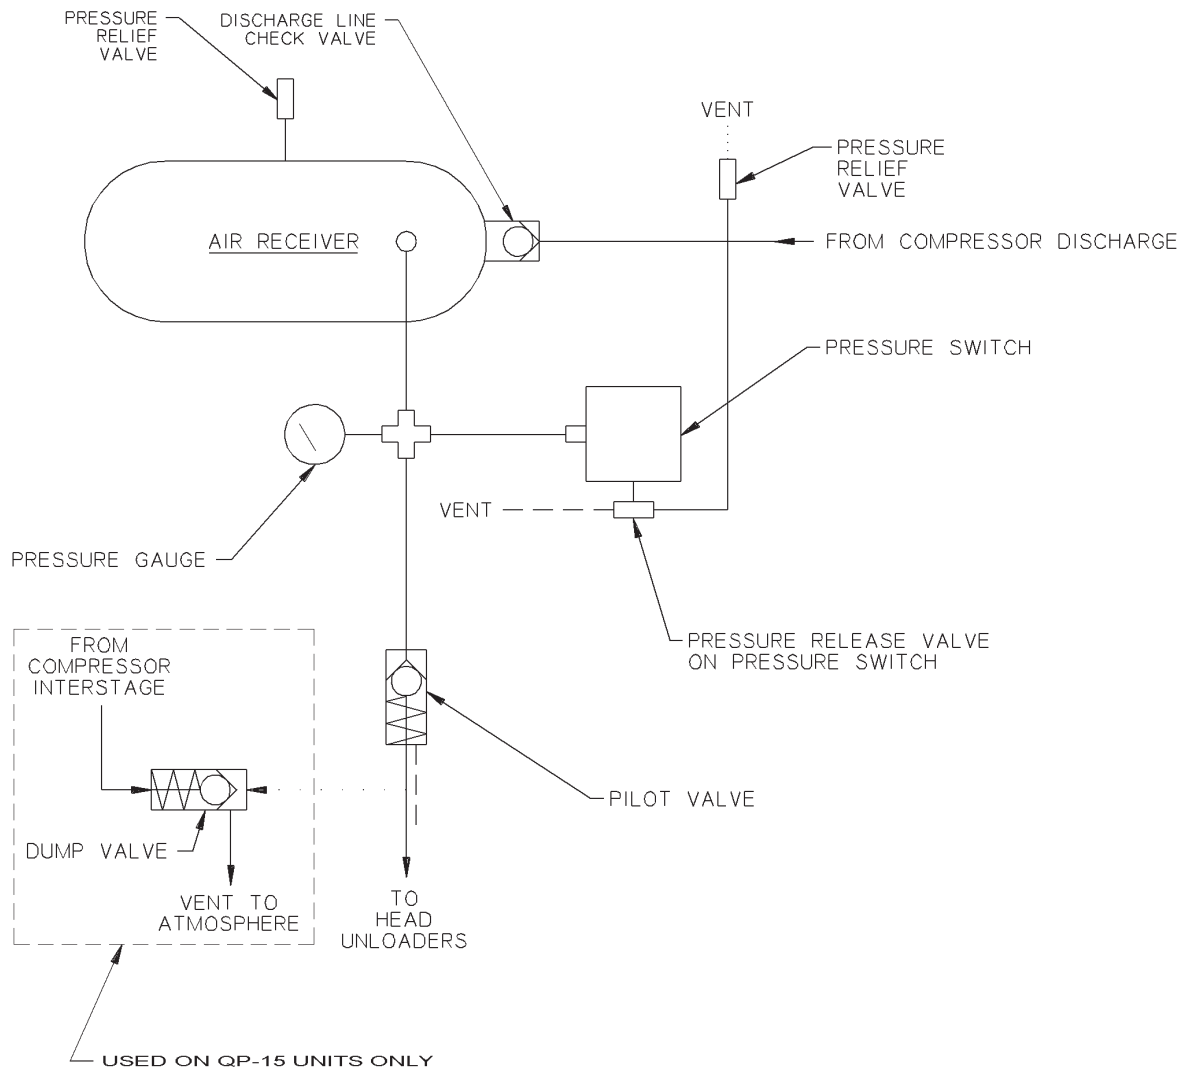 PRESSURE
RELIEF
VALVE
DISCHARGE LINE
CHECK VALVE
VENT
PRESSURE
RELIEF
VALVE
AIR RECEIVER
FROM COMPRESSOR DISCHARGE
PRESSURE SWITCH
VENT
PRESSURE GAUGE
PRESSURE RELEASE VALVE
ON PRESSURE SWITCH
FROM
COMPRESSOR
INTERSTAGE
PILOT VALVE
DUMP VALVE
VENT TO
ATMOSPHERE
TO
HEAD
UNLOADERS
USED ON QP-15 UNITS ONLY